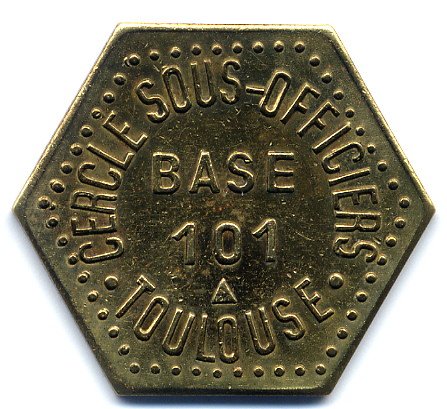 CERCLE SOUS-OFFICIERS
BASE
101
· TOULOUSE ·